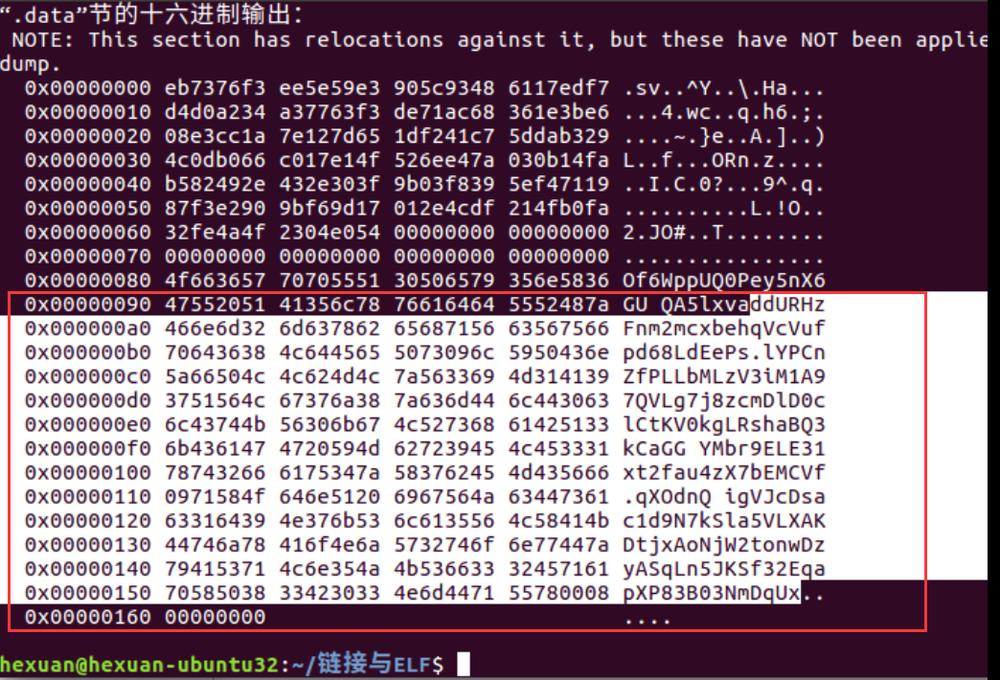 “.data”节的十六进制输出:
 NOTE: This section has relocations against it, but these have NOT been applie
dump.
  0x00000000 eb7376f3 ee5e59e3 905c9348 6117edf7 .sv..^Y..\.Ha...
  0x00000010 d4d0a234 a37763f3 de71ac68 361e3be6 ...4.wc..q.h6.;.
  0x00000020 08e3cc1a 7e127d65 1df241c7 5ddab329 ....~.}e..A.]..)
  0x00000030 4c0db066 c017e14f 526ee47a 030b14fa L..f...ORn.z....
  0x00000040 b582492e 432e303f 9b03f839 5ef47119 ..I.C.0?...9^.q.
  0x00000050 87f3e290 9bf69d17 012e4cdf 214fb0fa ..........L.!O..
  0x00000060 32fe4a4f 2304e054 00000000 00000000 2.JO#..T........
  0x00000070 00000000 00000000 00000000 00000000 ................
  0x00000080 4f663657 70705551 30506579 356e5836 Of6WppUQ0Pey5nX6
  0x00000090 47552051 41356c78 76616464 5552487a GU QA5lxvaddURHz
  0x000000a0 466e6d32 6d637862 65687156 63567566 Fnm2mcxbehqVcVuf
  0x000000b0 70643638 4c644565 5073096c 5950436e pd68LdEePs.lYPCn
  0x000000c0 5a66504c 4c624d4c 7a563369 4d314139 ZfPLLbMLzV3iM1A9
  0x000000d0 3751564c 67376a38 7a636d44 6c443063 7QVLg7j8zcmDlD0c
  0x000000e0 6c43744b 56306b67 4c527368 61425133 lCtKV0kgLRshaBQ3
  0x000000f0 6b436147 4720594d 62723945 4c453331 kCaGG YMbr9ELE31
  0x00000100 78743266 6175347a 58376245 4d435666 xt2fau4zX7bEMCVf
  0x00000110 0971584f 646e5120 6967564a 63447361 .qXOdnQ igVJcDsa
  0x00000120 63316439 4e376b53 6c613556 4c58414b c1d9N7kSla5VLXAK
  0x00000130 44746a78 416f4e6a 5732746f 6e77447a DtjxAoNjW2tonwDz
  0x00000140 79415371 4c6e354a 4b536633 32457161 yASqLn5JKSf32Eqa
  0x00000150 70585038 33423033 4e6d4471 55780008 pXP83B03NmDqUx..
  0x00000160 00000000                            ....
hexuan@hexuan-ubuntu32:~/链接与ELF$